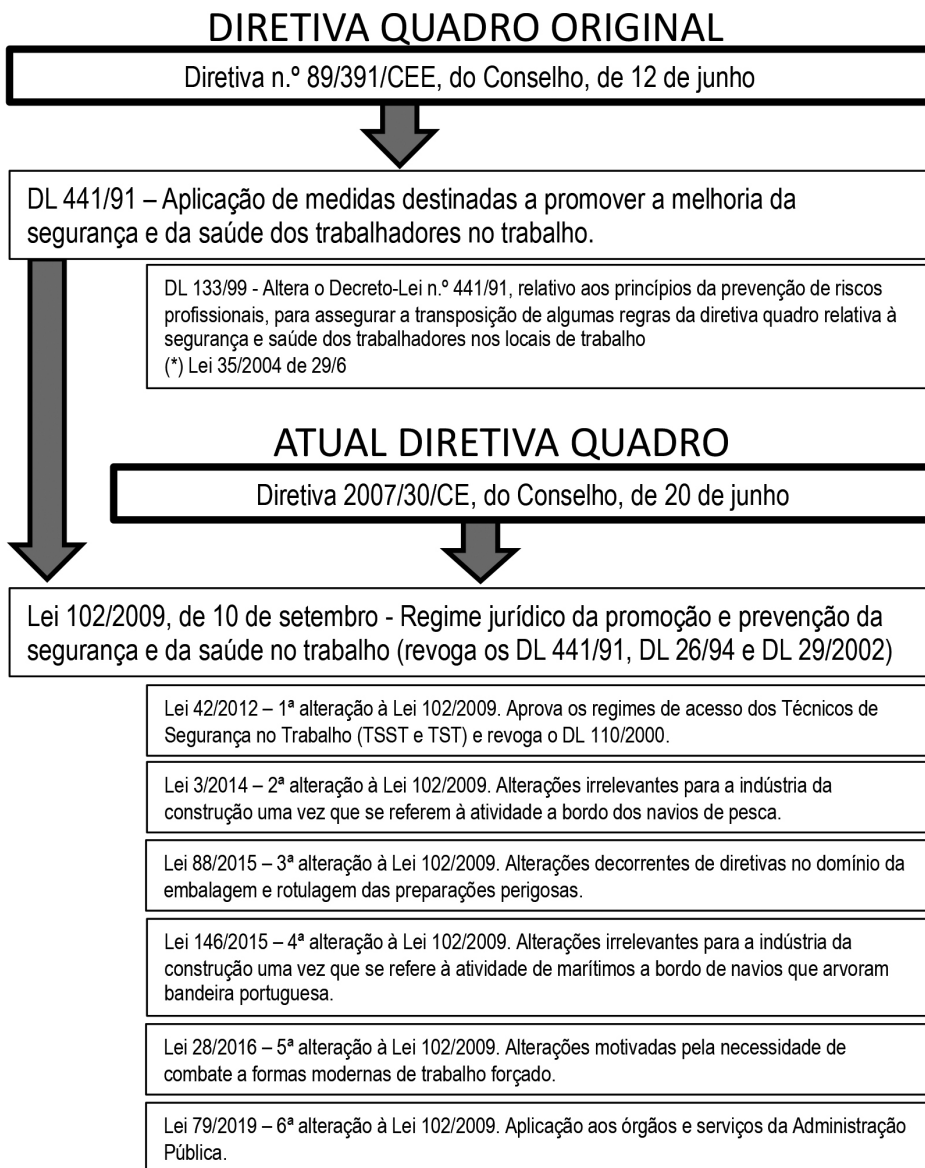 DIRETIVA QUADRO ORIGINAL
Diretiva n.º 89/391/CEE, do Conselho, de 12 de junho
DL 441/91 – Aplicação de medidas destinadas a promover a melhoria da
segurança e da saúde dos trabalhadores no trabalho.
DL 133/99 - Altera o Decreto-Lei n.º 441/91, relativo aos princípios da prevenção de riscos
profissionais, para assegurar a transposição de algumas regras da diretiva quadro relativa à
segurança e saúde dos trabalhadores nos locais de trabalho
(*) Lei 35/2004 de 29/6
ATUAL DIRETIVA QUADRO
Diretiva 2007/30/CE, do Conselho, de 20 de junho
Lei 102/2009, de 10 de setembro - Regime jurídico da promoção e prevenção da
segurança e da saúde no trabalho (revoga os DL 441/91, DL 26/94 e DL 29/2002)
Lei 42/2012 – 1ª alteração à Lei 102/2009. Aprova os regimes de acesso dos Técnicos de
Segurança no Trabalho (TSST e TST) e revoga o DL 110/2000.
Lei 3/2014 – 2ª alteração à Lei 102/2009. Alterações irrelevantes para a indústria da
construção uma vez que se referem à atividade a bordo dos navios de pesca.
Lei 88/2015 – 3ª alteração à Lei 102/2009. Alterações decorrentes de diretivas no domínio da
embalagem e rotulagem das preparações perigosas.
Lei 146/2015 – 4ª alteração à Lei 102/2009. Alterações irrelevantes para a indústria da
construção uma vez que se refere à atividade de marítimos a bordo de navios que arvoram
bandeira portuguesa.
Lei 28/2016 – 5ª alteração à Lei 102/2009. Alterações motivadas pela necessidade de
combate a formas modernas de trabalho forçado.
Lei 79/2019 – 6ª alteração à Lei 102/2009. Aplicação aos órgãos e serviços da Administração
Pública.